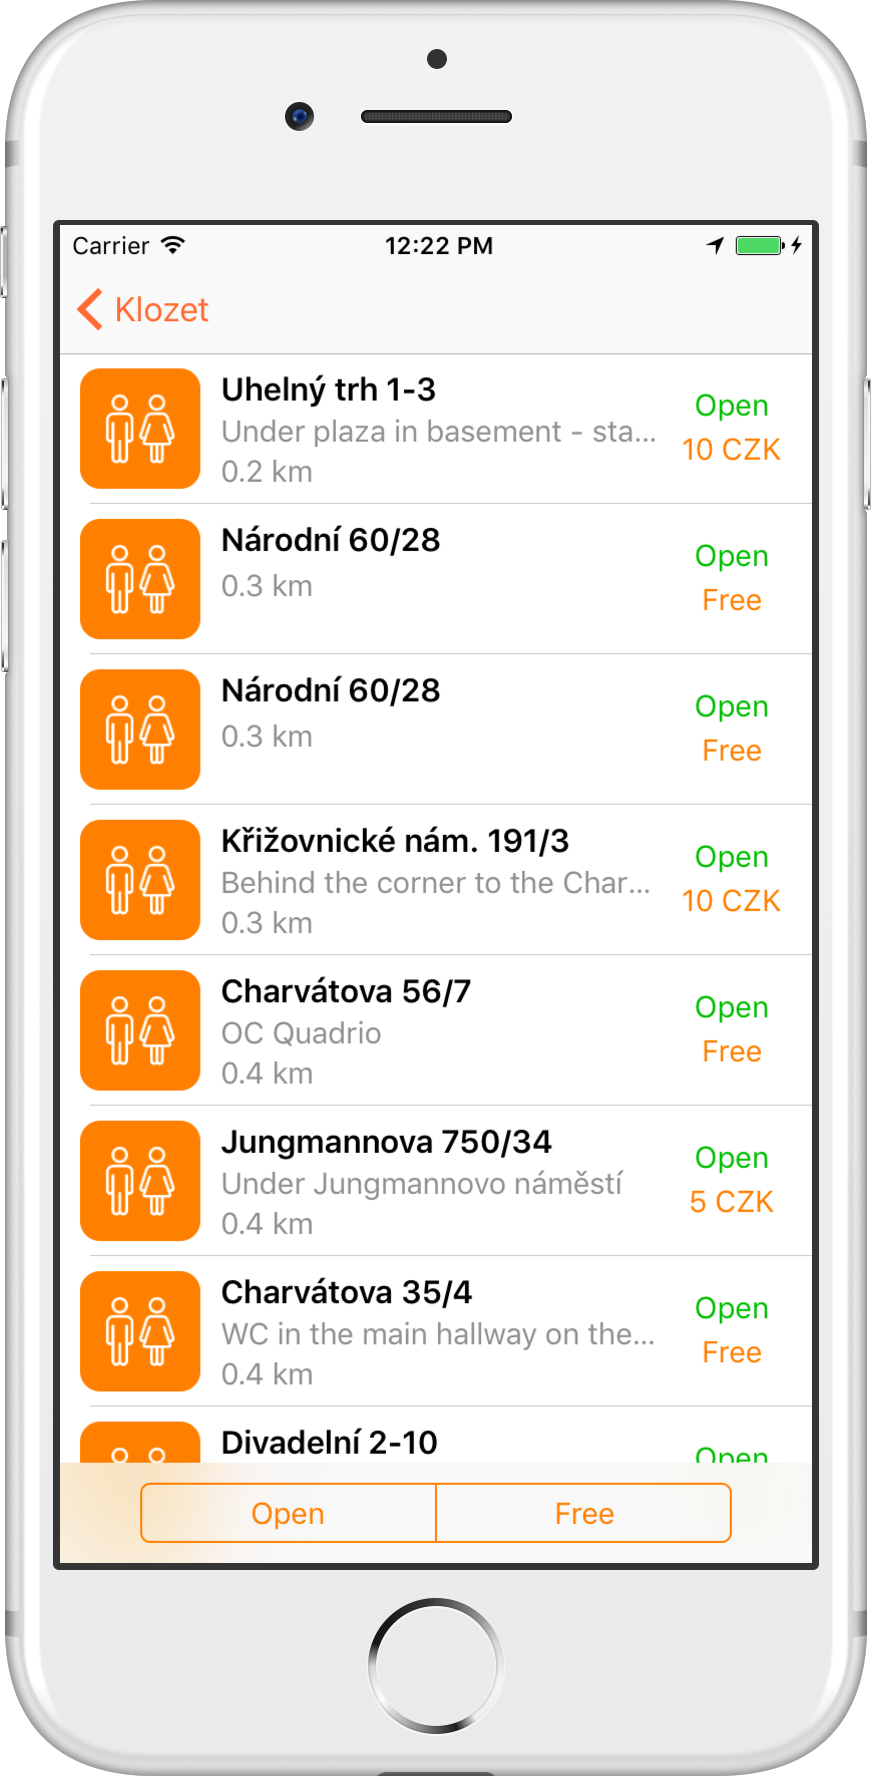 Carrier 12:22 PM
Klozet
Uhelný trh 1-3
Under plaza in basement - sta...
0.2 km
Open
10 CZK
Národní 60/28
0.3 km
Open
Free
Národní 60/28
0.3 km
Open
Free
Křižovnické nám. 191/3
Behind the corner to the Char...
0.3 km
Open
10 CZK
Charvátova 56/7
OC Quadrio
0.4 km
Open
Free
Jungmannova 750/34
Under Jungmannovo náměstí
0.4 km
Open
5 CZK
Charvátova 35/4
WC in the main hallway on the...
0.4 km
Open
Free
Divadelní 2-10
Open
Open Free